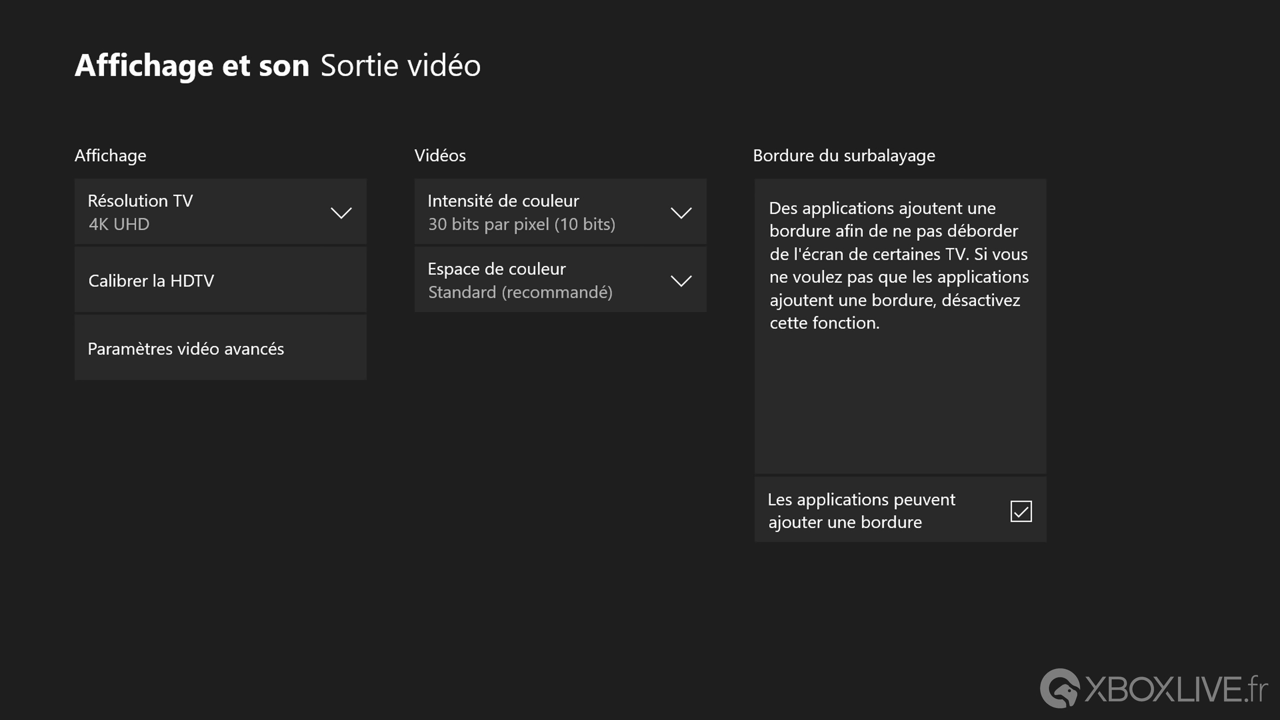 Affichage et son Sortie vidéo
Affichage
Résolution TV
4K UHD
Calibrer la HDTV
Paramètres vidéo avancés
Vidéos
Intensité de couleur
30 bits par pixel (10 bits)
Espace de couleur
Standard (recommandé)
Bordure du surbalayage
Des applications ajoutent une
bordure afin de ne pas déborder
de l'écran de certaines TV. Si vous
ne voulez pas que les applications
ajoutent une bordure, désactivez
cette fonction.
Les applications peuvent
ajouter une bordure
XBOXLIVE.fr